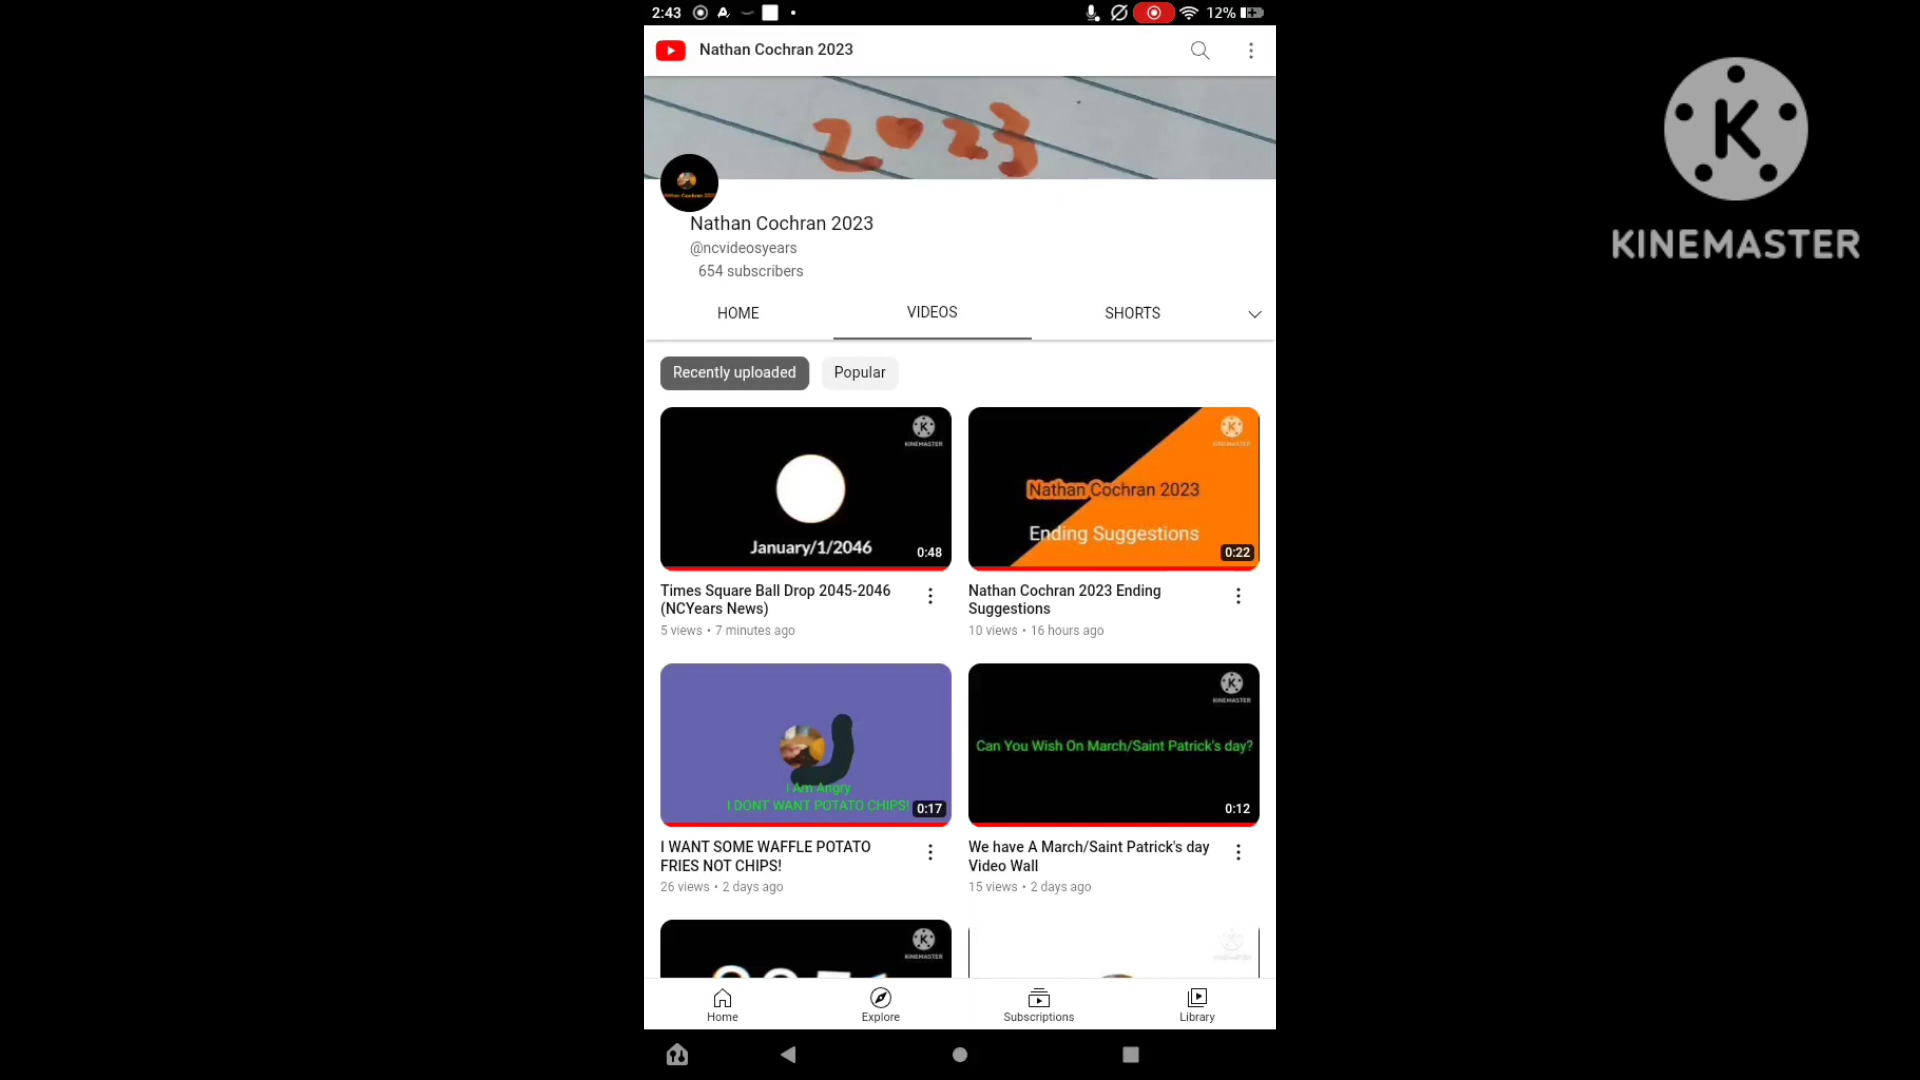 2:43
12%
Nathan Cochran 2023
2023
Nathan Cochran 2023
@ncvideosyears
654 subscribers
HOME
VIDEOS
SHORTS
Recently uploaded
Popular
K
KINEMASTER
K
KINEMASTER
January/1/2046
0:48
K
KINEMASTER
Nathan Cochran 2023
Ending Suggestions
0:22
Times Square Ball Drop 2045-2046
(NCYears News)
5 views • 7 minutes ago
Nathan Cochran 2023 Ending
Suggestions
10 views • 16 hours ago
I Am Angry
I DONT WANT POTATO CHIPS!
0:17
K
KINEMASTER
Can You Wish On March/Saint Patrick's day?
0:12
I WANT SOME WAFFLE POTATO
FRIES NOT CHIPS!
26 views • 2 days ago
We have A March/Saint Patrick's day
Video Wall
15 views • 2 days ago
K
KINEMASTER
Home
Explore
Subscriptions
Library